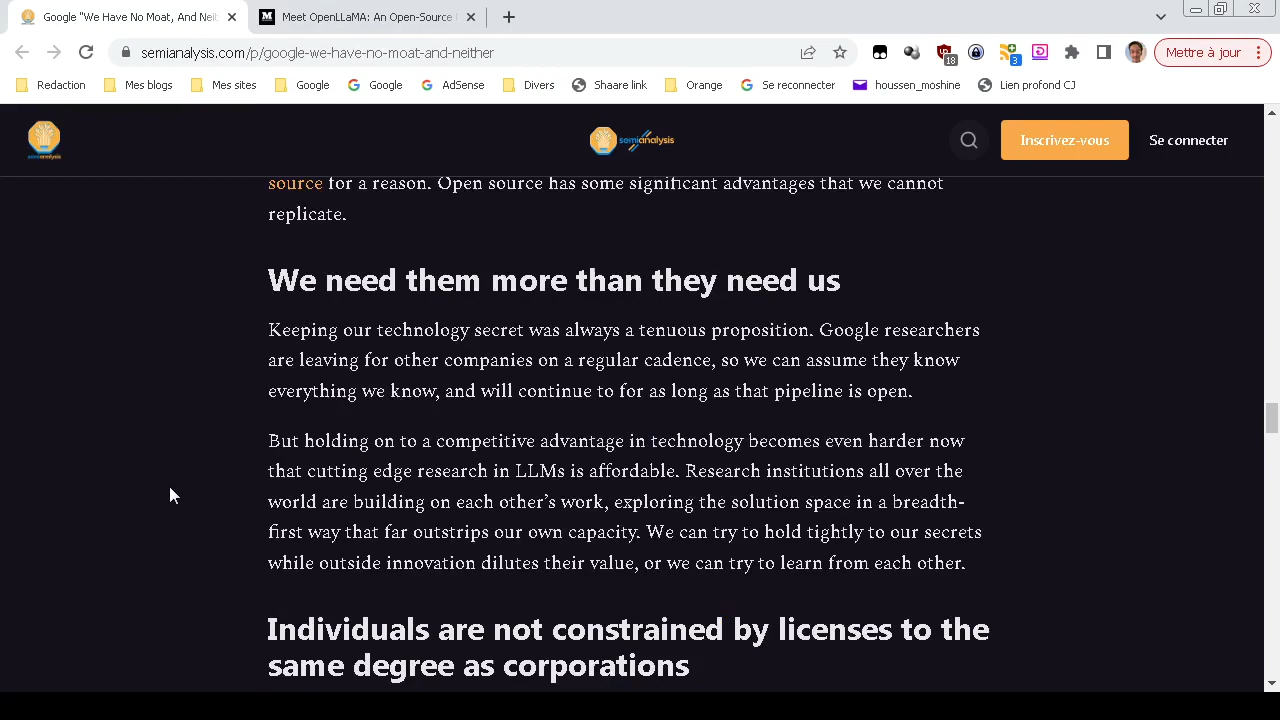 Google "We Have No Moat, And Neit
Meet OpenLLaMA: An Open-Source
semianalysis.com/p/google-we-have-no-moat-and-neither
18
3
Mettre à jour
Redaction
Mes blos
Mes sites
Google
Google
AdSense
Divers
Shaare link
Orange
Se reconnecter
houssen_moshine
Lien profond CJ
semianalysis
semianalysis
Inscrivez-vous
Se connecter
source for a reason. Open source has some significant advantages that we cannot
replicate.
We need them more than they need us
Keeping our technology secret was always a tenuous proposition. Google researchers
are leaving for other companies on a regular cadence, so we can assume they know
everything we know, and will continue to for as long as that pipeline is open.
But holding on to a competitive advantage in technology becomes even harder now
that cutting edge research in LLMs is affordable. Research institutions all over the
world are building on each other’s work, exploring the solution space in a breadth-
first way that far outstrips our own capacity. We can try to hold tightly to our secrets
while outside innovation dilutes their value, or we can try to learn from each other.
Individuals are not constrained by licenses to the
same degree as corporations